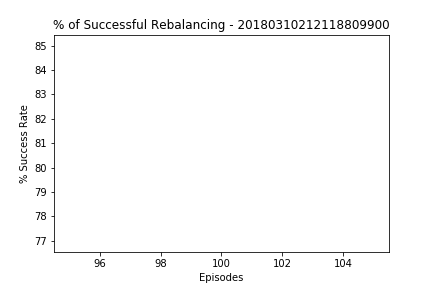 % of Successful Rebalancing - 20180310212118809900
85
84
83
82
81
80
79
78
77
% Success Rate
96 98 100 102 104
Episodes